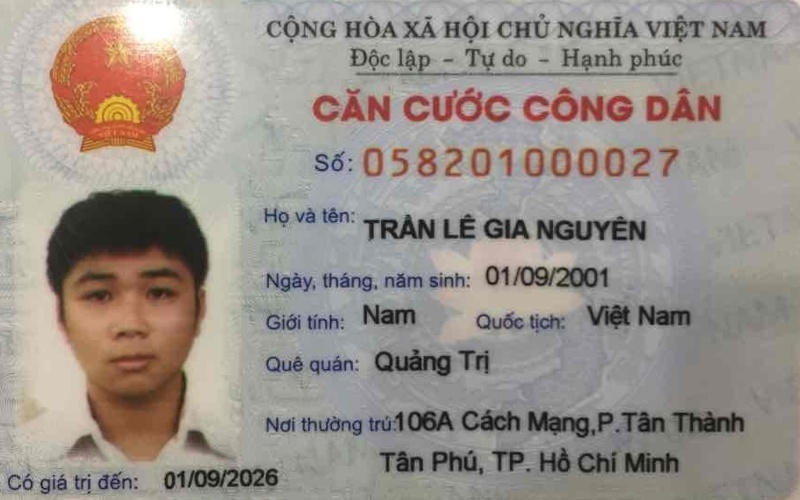 CỘNG HÒA XÃ HỘI CHỦ NGHĨA VIỆT NAM
Độc lập - Tự do - Hạnh phúc
CĂN CƯỚC CÔNG DÂN
Số: 058201000027
Họ và tên: TRẦN LÊ GIA NGUYÊN
Ngày, tháng, năm sinh: 01/09/2001
Giới tính: Nam Quốc tịch: Việt Nam
Quê quán: Quảng Trị
Nơi thường trú: 106A Cách Mạng,P.Tân Thành
Tân Phú, TP. Hồ Chí Minh
Có giá trị đến: 01/09/2026